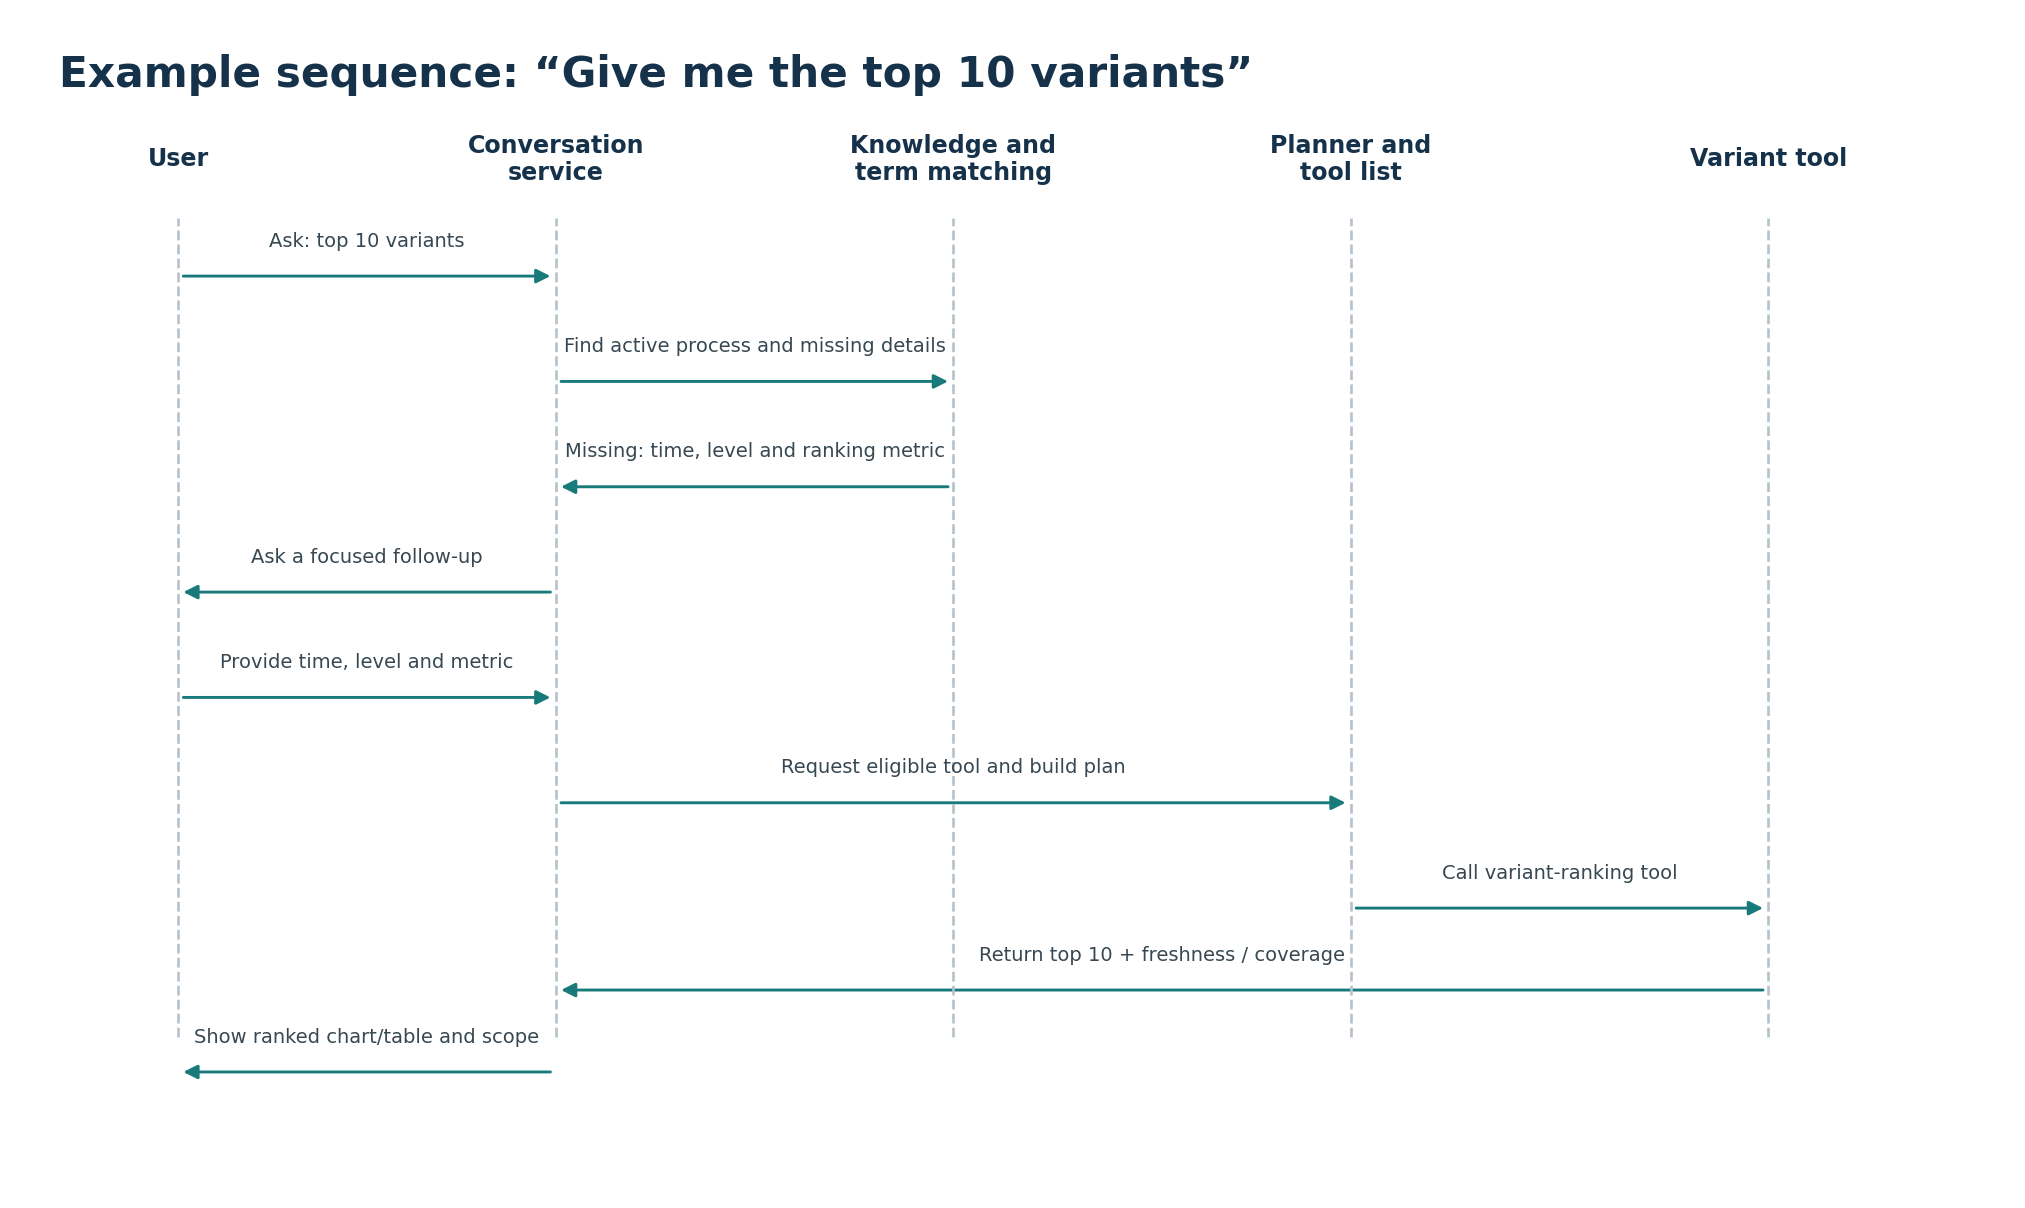 Example sequence: “Give me the top 10 variants”
User
Conversation
service
Knowledge and
term matching
Planner and
tool list
Variant tool
Ask: top 10 variants
Find active process and missing details
Missing: time, level and ranking metric
Ask a focused follow-up
Provide time, level and metric
Request eligible tool and build plan
Call variant-ranking tool
Return top 10 + freshness / coverage
Show ranked chart/table and scope